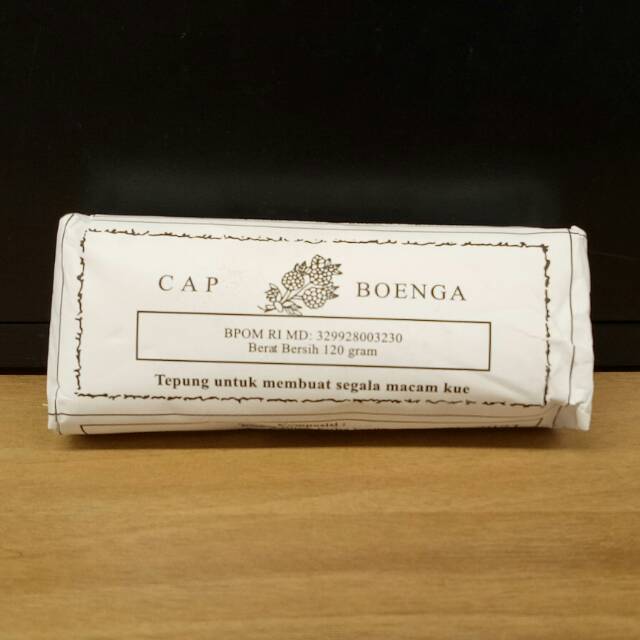 CAP BOENGA
BPOM RI MD: 329928003230
Berat Bersih 120 gram
Tepung untuk membuat segala macam kue